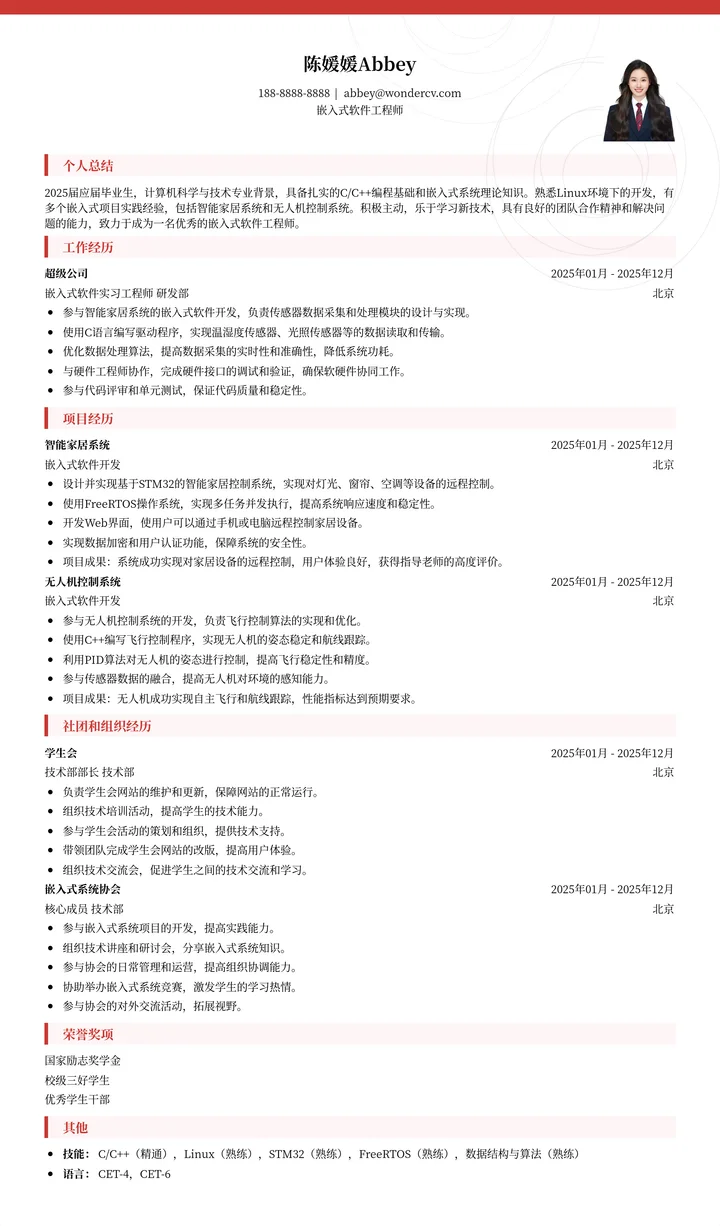 陈媛媛Abbey
188-8888-8888 | abbey@wondercv.com
嵌入式软件工程师
个人总结
2025届应届毕业生，计算机科学与技术专业背景，具备扎实的C/C++编程基础和嵌入式系统理论知识。熟悉Linux环境下的开发，有
多个嵌入式项目实践经验，包括智能家居系统和无人机控制系统。积极主动，乐于学习新技术，具有良好的团队合作精神和解决问
题的能力，致力于成为一名优秀的嵌入式软件工程师。
工作经历
超级公司 2025年01月 - 2025年12月
嵌入式软件实习工程师 研发部 北京
• 参与智能家居系统的嵌入式软件开发，负责传感器数据采集和处理模块的设计与实现。
• 使用C语言编写驱动程序，实现温湿度传感器、光照传感器等的数据读取和传输。
• 优化数据处理算法，提高数据采集的实时性和准确性，降低系统功耗。
• 与硬件工程师协作，完成硬件接口的调试和验证，确保软硬件协同工作。
• 参与代码评审和单元测试，保证代码质量和稳定性。
项目经历
智能家居系统 2025年01月 - 2025年12月
嵌入式软件开发 北京
• 设计并实现基于STM32的智能家居控制系统，实现对灯光、窗帘、空调等设备的远程控制。
• 使用FreeRTOS操作系统，实现多任务并发执行，提高系统响应速度和稳定性。
• 开发Web界面，使用户可以通过手机或电脑远程控制家居设备。
• 实现数据加密和用户认证功能，保障系统的安全性。
• 项目成果：系统成功实现对家居设备的远程控制，用户体验良好，获得指导老师的高度评价。
无人机控制系统 2025年01月 - 2025年12月
嵌入式软件开发 北京
• 参与无人机控制系统的开发，负责飞行控制算法的实现和优化。
• 使用C++编写飞行控制程序，实现无人机的姿态稳定和航线跟踪。
• 利用PID算法对无人机的姿态进行控制，提高飞行稳定性和精度。
• 参与传感器数据的融合，提高无人机对环境的感知能力。
• 项目成果：无人机成功实现自主飞行和航线跟踪，性能指标达到预期要求。
社团和组织经历
学生会 2025年01月 - 2025年12月
技术部部长 技术部 北京
• 负责学生会网站的维护和更新，保障网站的正常运行。
• 组织技术培训活动，提高学生的技术能力。
• 参与学生会活动的策划和组织，提供技术支持。
• 带领团队完成学生会网站的改版，提高用户体验。
• 组织技术交流会，促进学生之间的技术交流和学习。
嵌入式系统协会 2025年01月 - 2025年12月
核心成员 技术部 北京
• 参与嵌入式系统项目的开发，提高实践能力。
• 组织技术讲座和研讨会，分享嵌入式系统知识。
• 参与协会的日常管理和运营，提高组织协调能力。
• 协助举办嵌入式系统竞赛，激发学生的学习热情。
• 参与协会的对外交流活动，拓展视野。
荣誉奖项
国家励志奖学金
校级三好学生
优秀学生干部
其他
• 技能： C/C++（精通），Linux（熟练），STM32（熟练），FreeRTOS（熟练），数据结构与算法（熟练）
• 语言： CET-4，CET-6